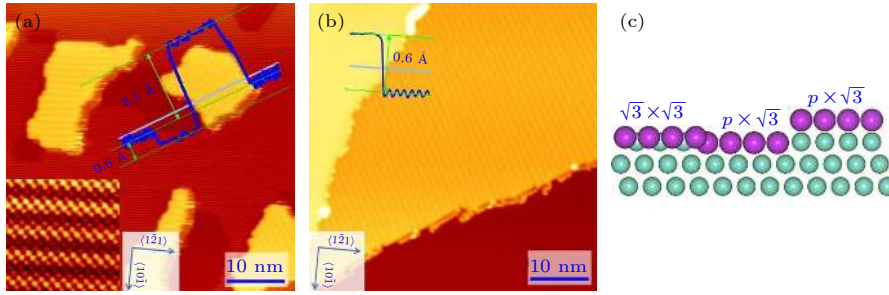 (a)
2.1 Å
0.6 Å
⟨12̄1⟩
⟨101̄⟩
10 nm
(b)
0.6 Å
⟨12̄1⟩
⟨101̄⟩
10 nm
(c)
√3 × √3
p × √3
p × √3